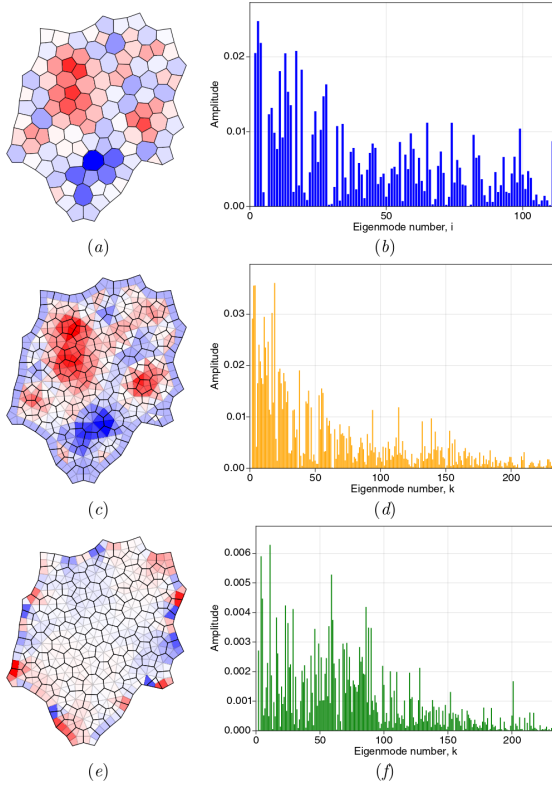 0.02
0.01
0.00
Amplitude
0
50
100
Eigenmode number, i
(a)
(b)
0.03
0.02
0.01
0.00
Amplitude
0
50
100
150
200
Eigenmode number, k
(c)
(d)
0.006
0.005
0.004
0.003
0.002
0.001
0.000
Amplitude
0
50
100
150
200
Eigenmode number, k
(e)
(f)